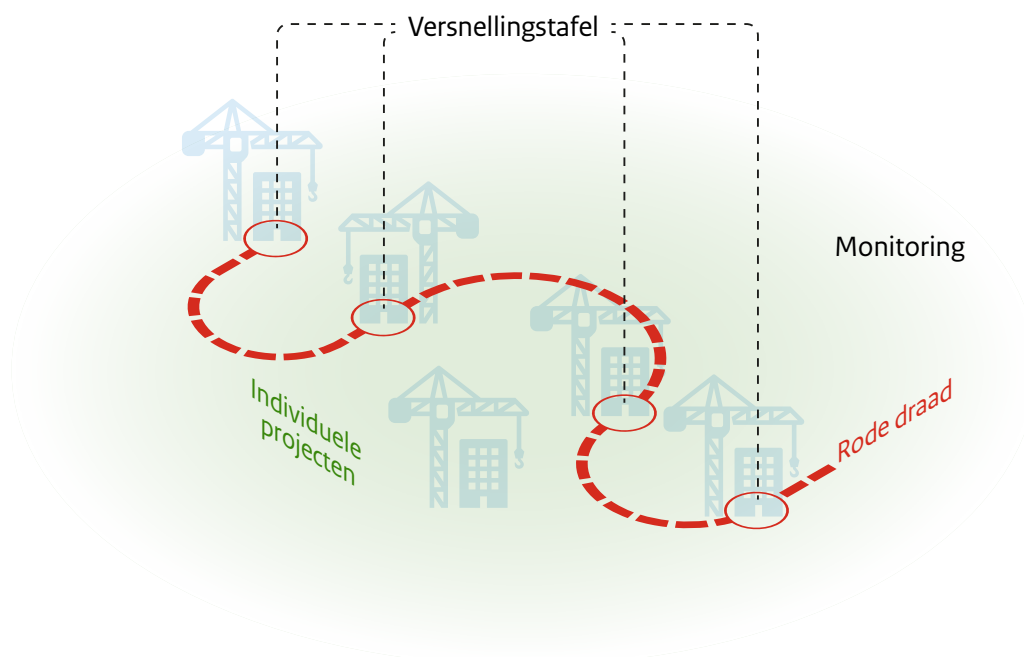 Versnellingstafel
Monitoring
Individuele
projecten
Rode draad